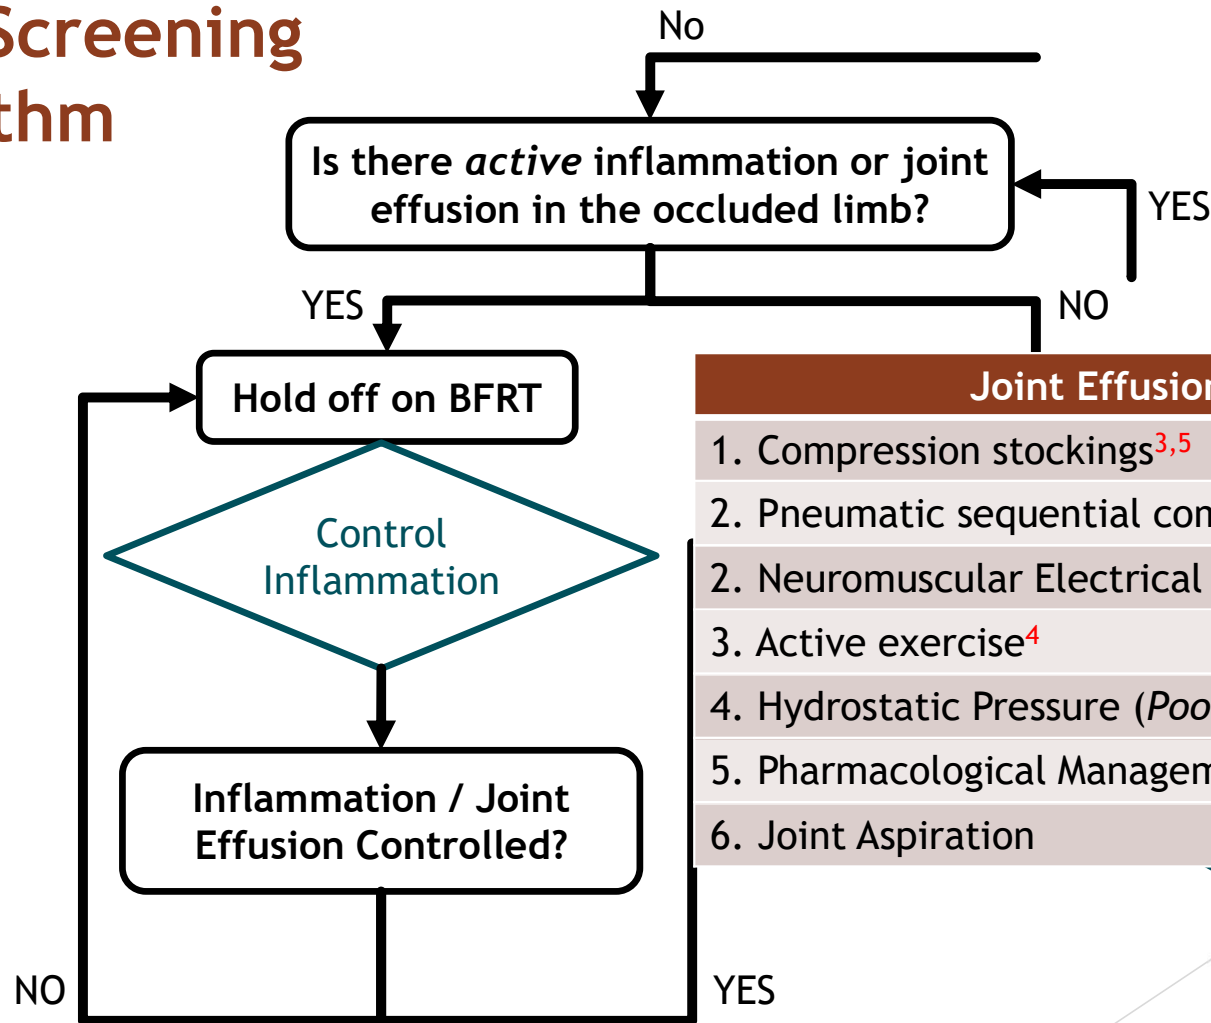 Screening
thm
No
Is there active inflammation or joint
effusion in the occluded limb?
YES
YES
NO
Hold off on BFRT
Control
Inflammation
Inflammation / Joint
Effusion Controlled?
NO
YES
Joint Effusion
1. Compression stockings3,5
2. Pneumatic sequential com
2. Neuromuscular Electrical
3. Active exercise4
4. Hydrostatic Pressure (Poo
5. Pharmacological Managem
6. Joint Aspiration